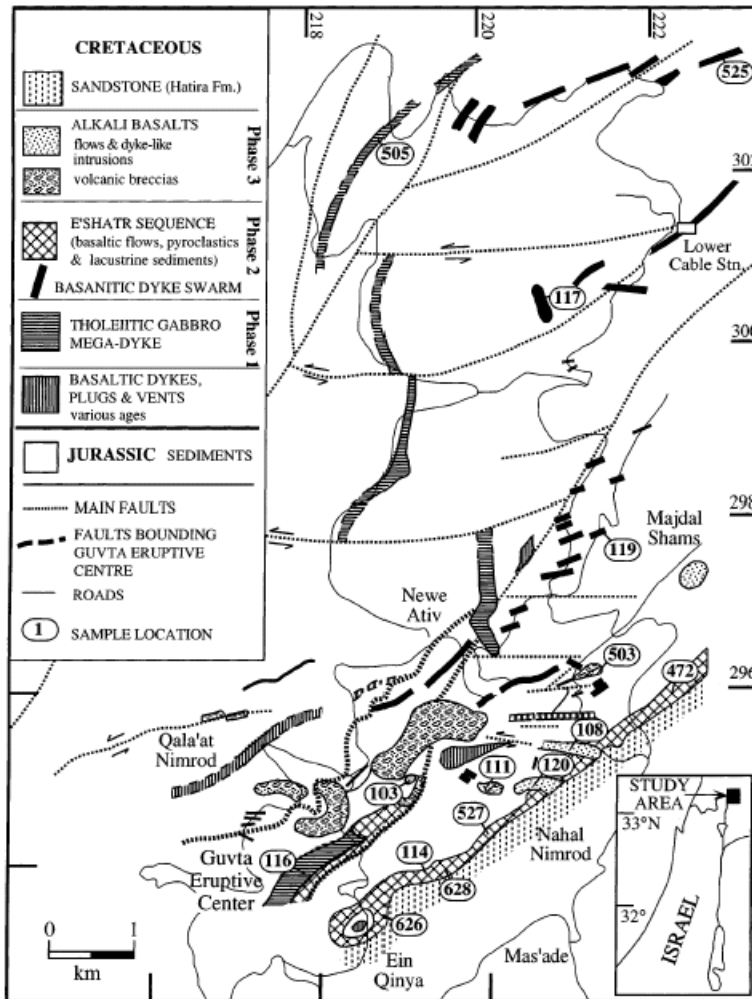 218
220
222
CRETACEOUS
SANDSTONE (Hatira Fm.)
ALKALI BASALTS
flows & dyke-like
intrusions
volcanic breccias
Phase 3
E'SHATR SEQUENCE
(basaltic flows, pyroclastics
& lacustrine sediments)
BASANITIC DYKE SWARM
Phase 2
THOLEIITIC GABBRO
MEGA-DYKE
Phase 1
BASALTIC DYKES,
PLUGS & VENTS
various ages
JURASSIC SEDIMENTS
MAIN FAULTS
FAULTS BOUNDING
GUVTA ERUPTIVE
CENTRE
ROADS
1 SAMPLE LOCATION
525
505
Lower
Cable Stn.
117
298
Majdal
Shams
119
Newe
Ativ
503
472
296
Qala'at
Nimrod
108
111
120
103
527
Nahal
Nimrod
116
114
Guvta
Eruptive
Center
628
626
Ein
Qinya
Mas'ade
0 1
km
STUDY
AREA
33°N
32°
ISRAEL